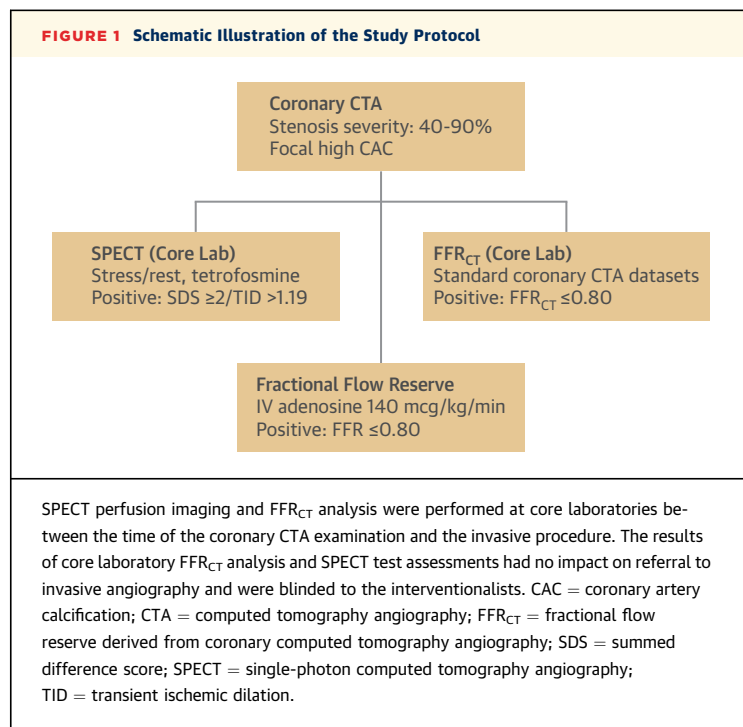 FIGURE 1 Schematic Illustration of the Study Protocol
Coronary CTA
Stenosis severity: 40-90%
Focal high CAC
SPECT (Core Lab)
Stress/rest, tetrofosmine
Positive: SDS ≥2/TID >1.19
FFRCT (Core Lab)
Standard coronary CTA datasets
Positive: FFRCT ≤0.80
Fractional Flow Reserve
IV adenosine 140 mcg/kg/min
Positive: FFR ≤0.80
SPECT perfusion imaging and FFRCT analysis were performed at core laboratories be-
tween the time of the coronary CTA examination and the invasive procedure. The results
of core laboratory FFRCT analysis and SPECT test assessments had no impact on referral to
invasive angiography and were blinded to the interventionalists. CAC = coronary artery
calcification; CTA = computed tomography angiography; FFRCT = fractional flow
reserve derived from coronary computed tomography angiography; SDS = summed
difference score; SPECT = single-photon computed tomography angiography;
TID = transient ischemic dilation.